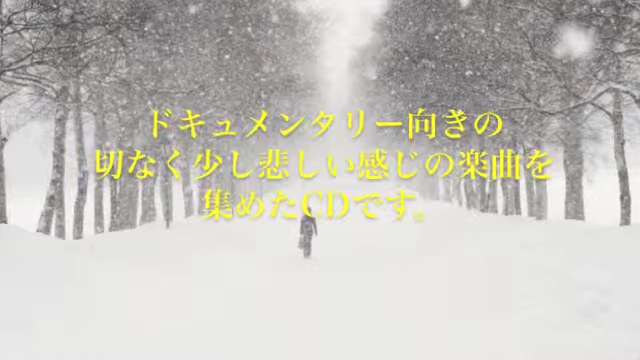 ドキュメンタリー向きの
切なく少し悲しい感じの楽曲を
集めたCDです。